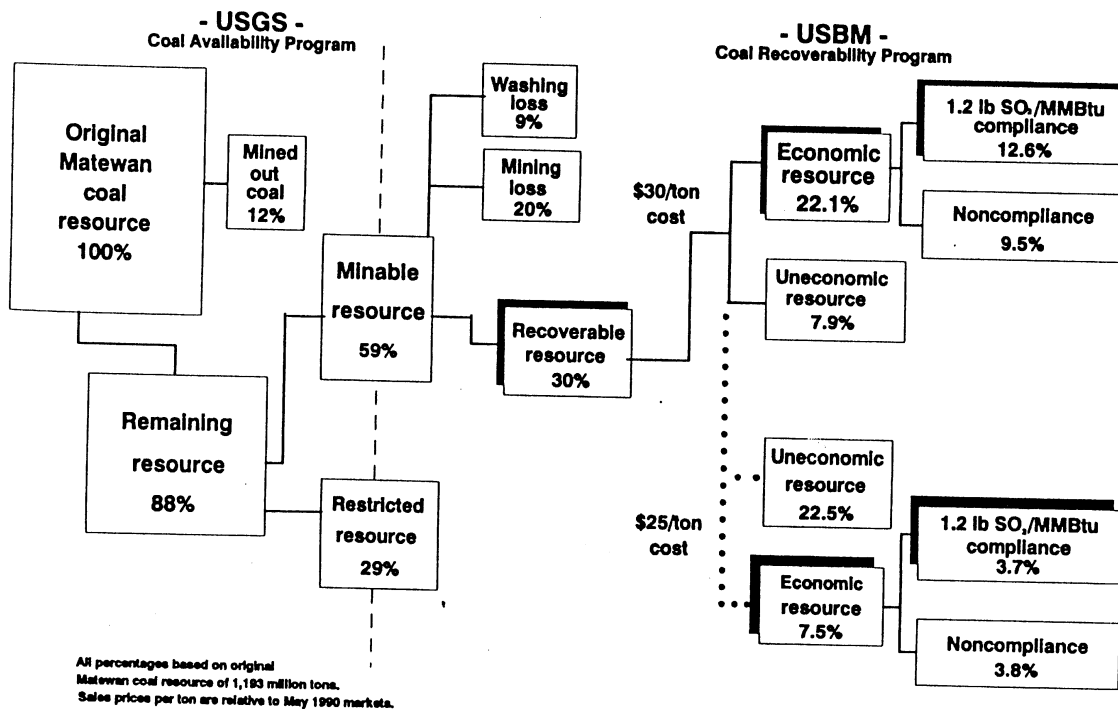 - USGS -
Coal Availability Program
- USBM -
Coal Recoverability Program
Original
Matewan
coal
resource
100%
Mined
out
coal
12%
Remaining
resource
88%
Minable
resource
59%
Restricted
resource
29%
Washing
loss
9%
Mining
loss
20%
Recoverable
resource
30%
$30/ton
cost
Economic
resource
22.1%
1.2 lb SO₂/MMBtu
compliance
12.6%
Noncompliance
9.5%
Uneconomic
resource
7.9%
$25/ton
cost
Uneconomic
resource
22.5%
Economic
resource
7.5%
1.2 lb SO₂/MMBtu
compliance
3.7%
Noncompliance
3.8%
All percentages based on original
Matewan coal resource of 1,193 million tons.
Sales prices per ton are relative to May 1990 markets.